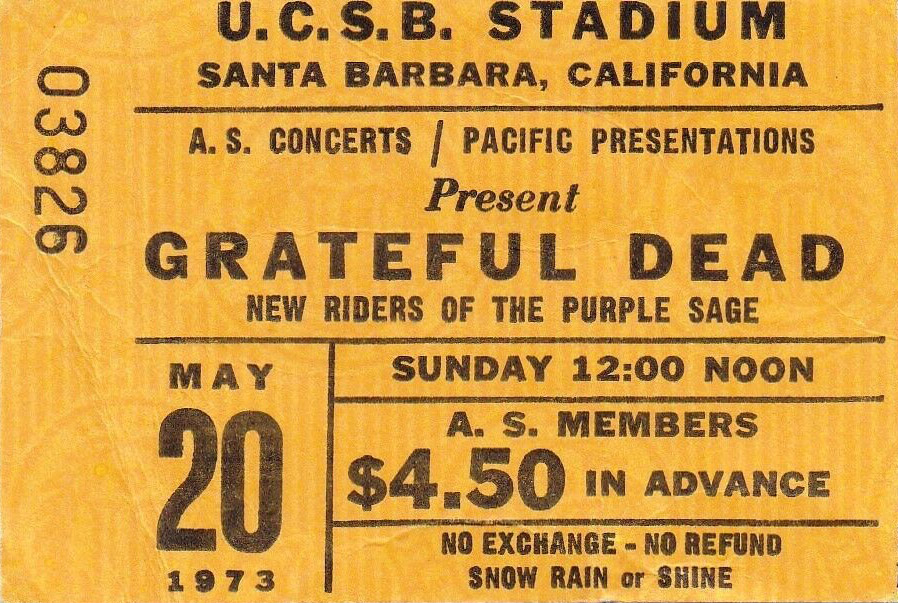 U.C.S.B. STADIUM
SANTA BARBARA, CALIFORNIA
03826
A. S. CONCERTS / PACIFIC PRESENTATIONS
Present
GRATEFUL DEAD
NEW RIDERS OF THE PURPLE SAGE
MAY
20
1973
SUNDAY 12:00 NOON
A. S. MEMBERS
$4.50 IN ADVANCE
NO EXCHANGE - NO REFUND
SNOW RAIN or SHINE